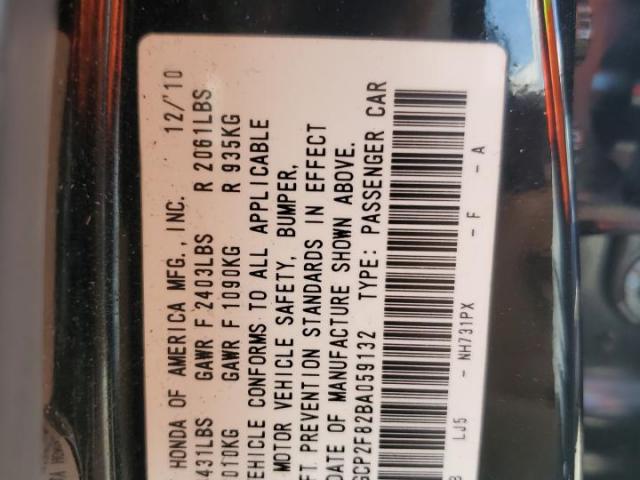 HONDA OF AMERICA MFG., INC. 12/'10
431LBS GAWR F 2403LBS R 2061LBS
010KG GAWR F 1090KG R 935KG
EHICLE CONFORMS TO ALL APPLICABLE
MOTOR VEHICLE SAFETY, BUMPER,
FT PREVENTION STANDARDS IN EFFECT
DATE OF MANUFACTURE SHOWN ABOVE.
GCP2F82BA059132 TYPE: PASSENGER CAR
B LJ5 - NH731PX - F - A